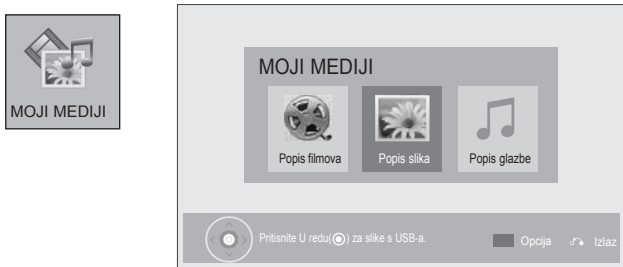 MOJI MEDIJI
MOJI MEDIJI
Popis filmova
Popis slika
Popis glazbe
Pritisnite U redu(◉) za slike s USB-a.
Opcija
Izlaz